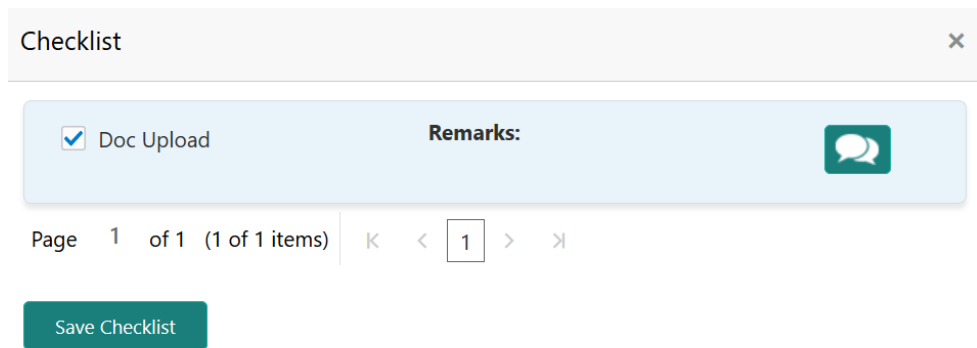 Checklist
Doc Upload Remarks:
Page 1 of 1 (1 of 1 items) 1
Save Checklist